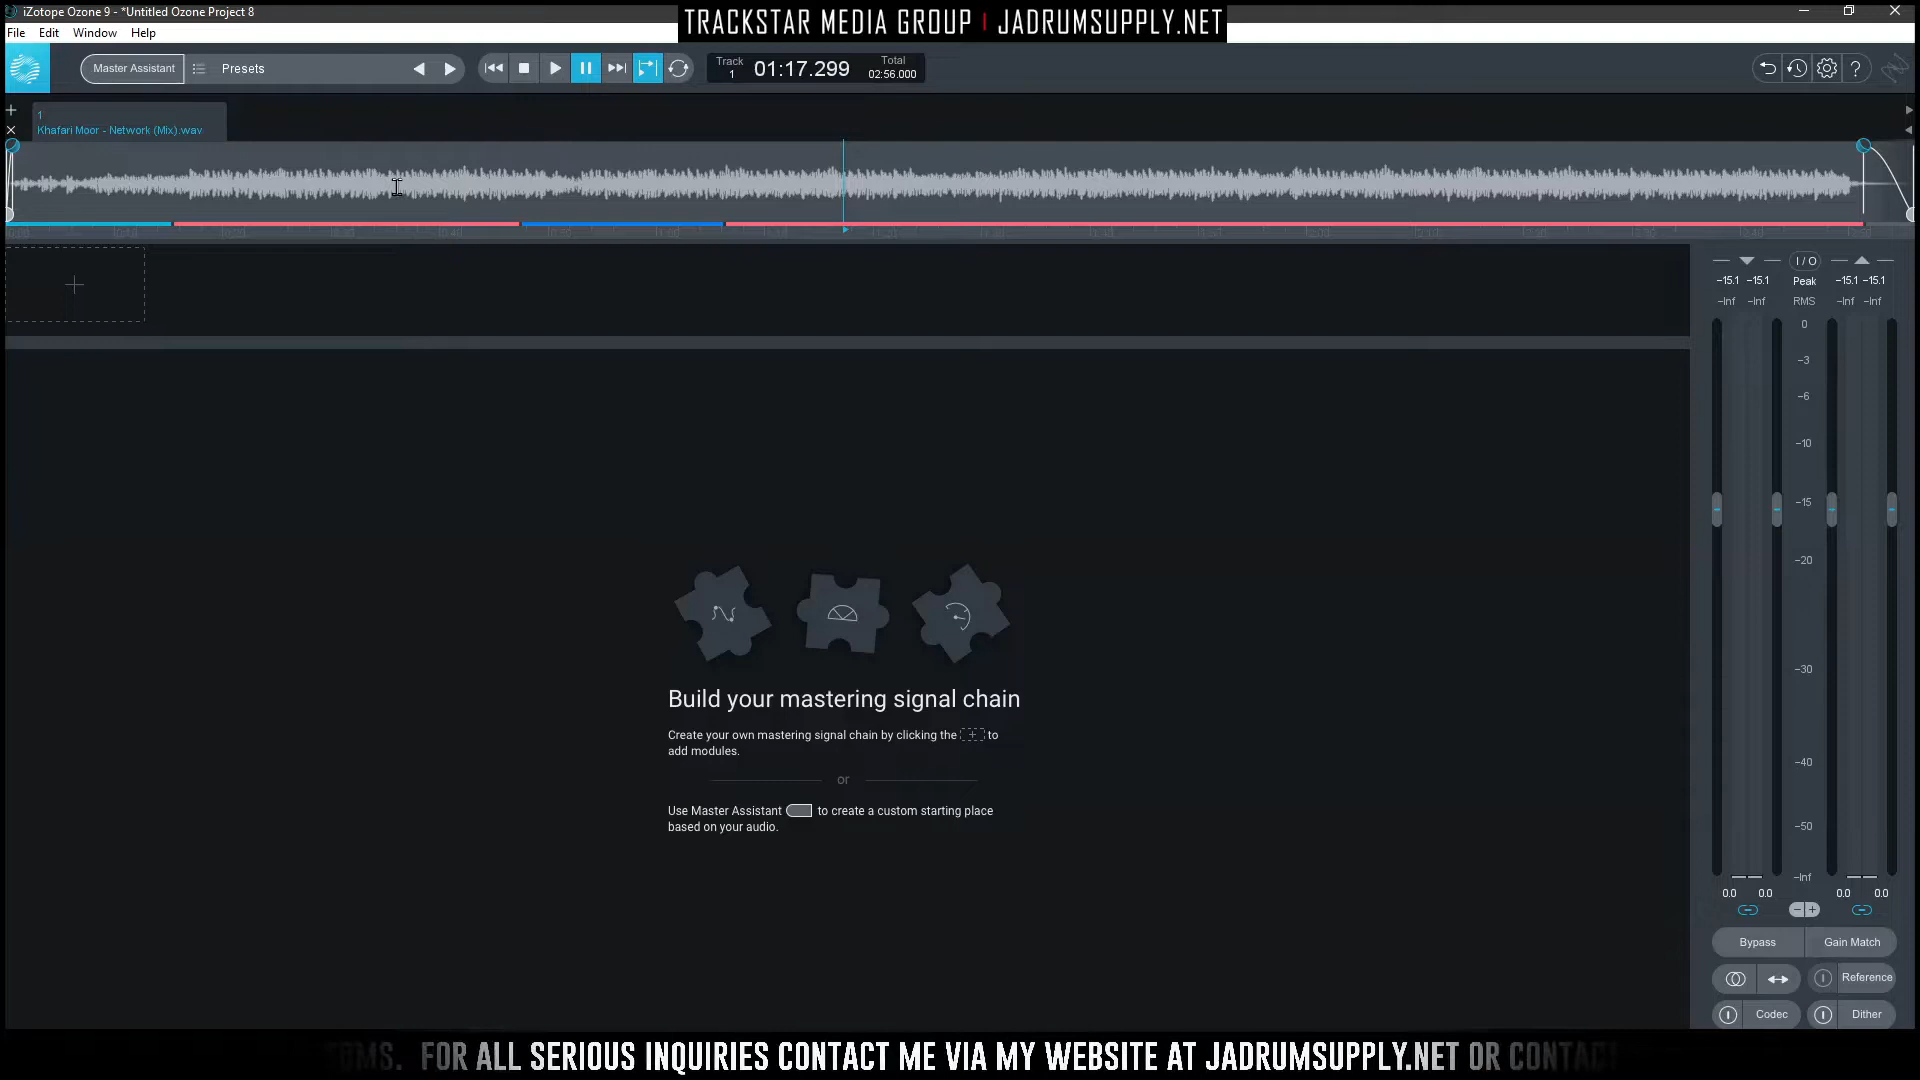 iZotope Ozone 9 - *Untitled Ozone Project 8
TRACKSTAR MEDIA GROUP | JADRUMSUPPLY.NET
File Edit Window Help
Master Assistant
Presets
Track
1
01:17.299
Total
02:56.000
?
1
Khafari Moor - Network (Mix).wav
I / O
-15.1 -15.1 Peak -15.1 -15.1
-Inf -Inf RMS -Inf -Inf
0
-3
-6
-10
-15
-20
-30
-40
-50
-Inf
0.0 0.0 0.0 0.0
Build your mastering signal chain
Create your own mastering signal chain by clicking the + to
add modules.
or
Use Master Assistant to create a custom starting place
based on your audio.
Bypass Gain Match
Reference
Codec Dither
FOR ALL SERIOUS INQUIRIES CONTACT ME VIA MY WEBSITE AT JADRUMSUPPLY.NET OR CONTACT